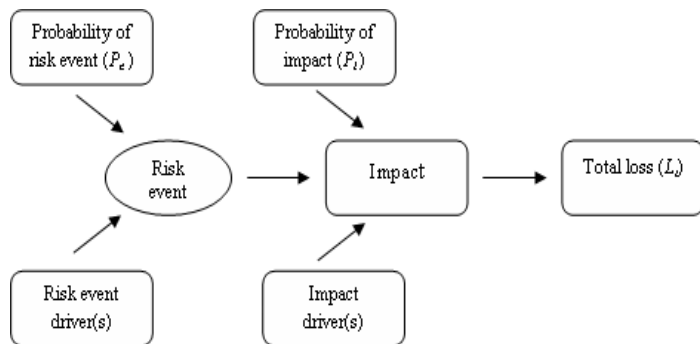 Probability of
risk event (Pe)
Probability of
impact (Pi)
Risk
event
Impact
Total loss (Lt)
Risk event
driver(s)
Impact
driver(s)